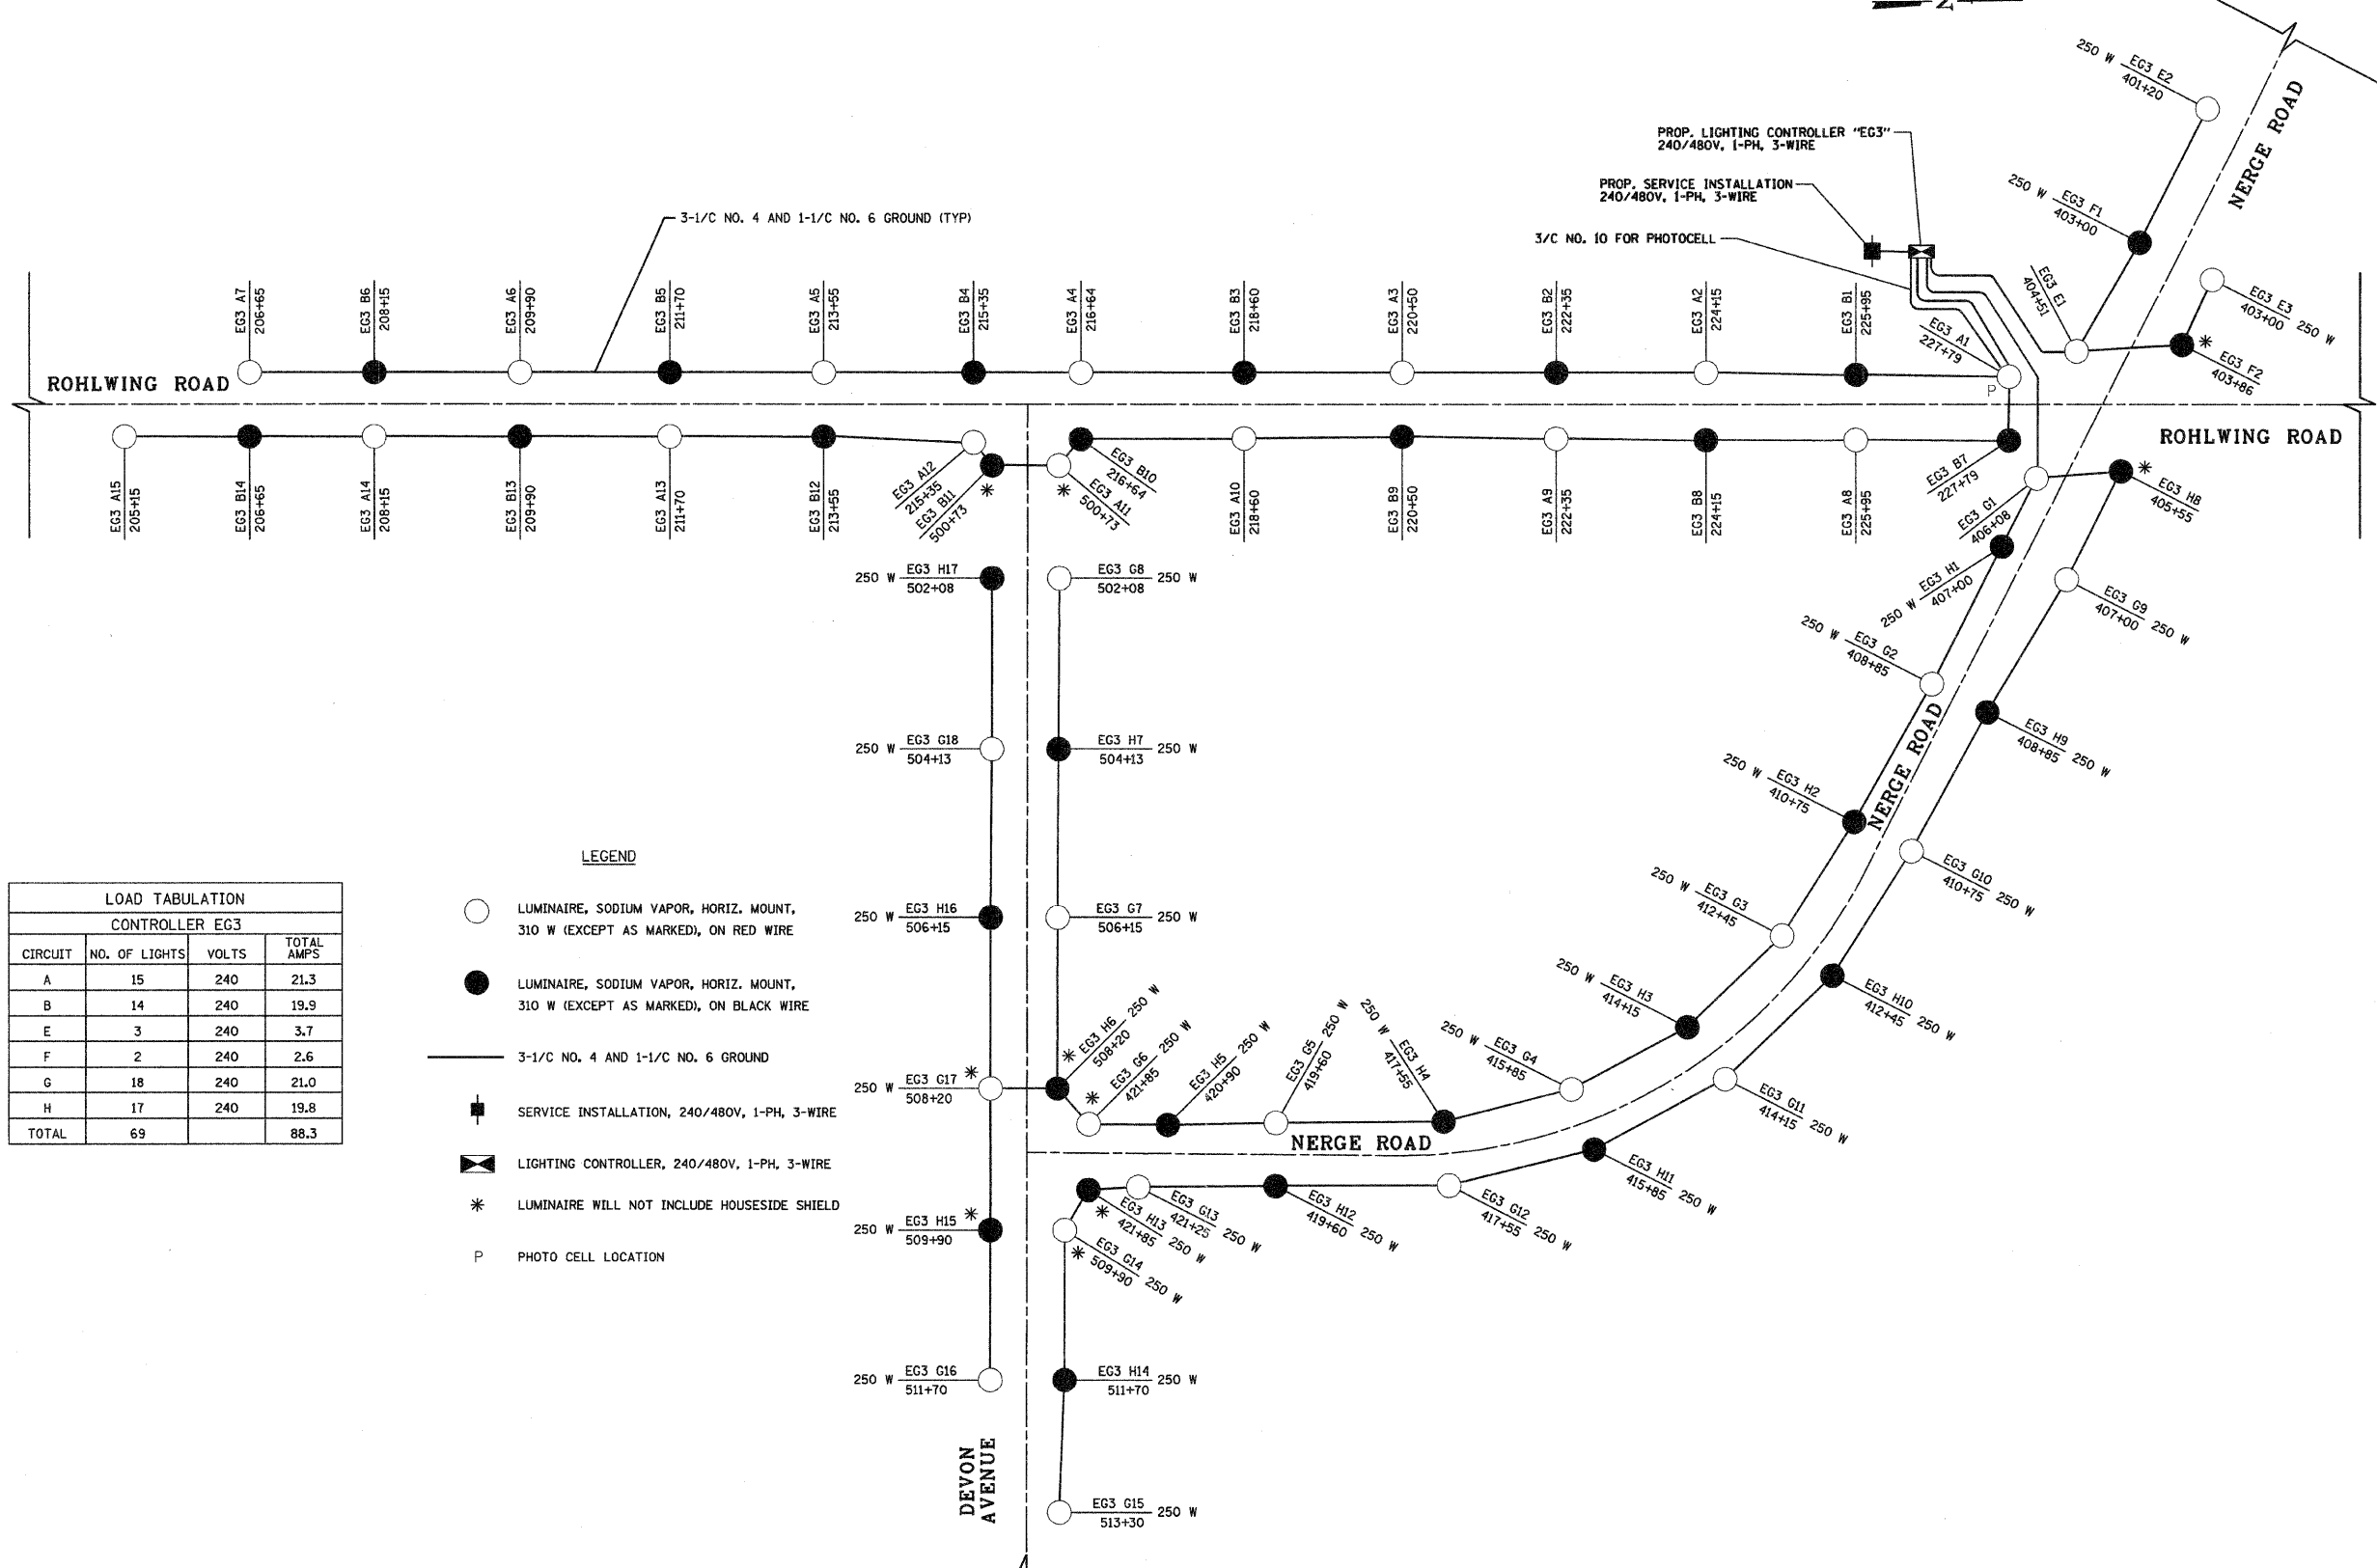 N
250 W EG3 E2
401+20
NERGE ROAD
PROP. LIGHTING CONTROLLER "EG3"
240/480V, 1-PH, 3-WIRE
PROP. SERVICE INSTALLATION
240/480V, 1-PH, 3-WIRE
3/C NO. 10 FOR PHOTOCELL
250 W EG3 F1
403+00
EG3 E1
404+51
EG3 E3 250 W
403+00
* EG3 F2
403+86
3-1/C NO. 4 AND 1-1/C NO. 6 GROUND (TYP)
EG3 A7
206+65
EG3 B6
208+15
EG3 A6
209+90
EG3 B5
211+70
EG3 A5
213+55
EG3 B4
215+35
EG3 A4
216+64
EG3 B3
218+60
EG3 A3
220+50
EG3 B2
222+35
EG3 A2
224+15
EG3 B1
225+95
EG3 A1
227+79
P
ROHLWING ROAD
ROHLWING ROAD
EG3 A15
205+15
EG3 B14
206+65
EG3 A14
208+15
EG3 B13
209+90
EG3 A13
211+70
EG3 B12
213+55
EG3 A12
215+35
EG3 B11 *
500+73
EG3 B10
216+64
* EG3 A11
500+73
EG3 A10
218+60
EG3 B9
220+50
EG3 A9
222+35
EG3 B8
224+15
EG3 A8
225+95
EG3 B7
227+79
EG3 G1
406+08
* EG3 H8
405+55
250 W EG3 H1
407+00
EG3 G9 250 W
407+00
250 W EG3 G2
408+85
EG3 H9 250 W
408+85
NERGE ROAD
250 W EG3 H2
410+75
EG3 G10 250 W
410+75
250 W EG3 G3
412+45
EG3 H10 250 W
412+45
250 W EG3 H3
414+15
EG3 G11 250 W
414+15
250 W EG3 G4
415+85
EG3 H11 250 W
415+85
250 W EG3 H4
417+55
EG3 G12 250 W
417+55
EG3 G5 250 W
419+60
EG3 H12 250 W
419+60
EG3 H5 250 W
420+90
EG3 G13 250 W
421+25
* EG3 G6 250 W
421+85
* EG3 H13 250 W
421+85
* EG3 H6 250 W
508+20
EG3 G14 250 W
* 509+90
NERGE ROAD
250 W EG3 H17
502+08
EG3 G8 250 W
502+08
250 W EG3 G18
504+13
EG3 H7 250 W
504+13
250 W EG3 H16
506+15
EG3 G7 250 W
506+15
250 W EG3 G17 *
508+20
250 W EG3 H15 *
509+90
250 W EG3 G16
511+70
EG3 H14 250 W
511+70
EG3 G15 250 W
513+30
DEVON
AVENUE
LOAD TABULATION
CONTROLLER EG3
CIRCUIT NO. OF LIGHTS VOLTS TOTAL AMPS
A 15 240 21.3
B 14 240 19.9
E 3 240 3.7
F 2 240 2.6
G 18 240 21.0
H 17 240 19.8
TOTAL 69 88.3
LEGEND
LUMINAIRE, SODIUM VAPOR, HORIZ. MOUNT,
310 W (EXCEPT AS MARKED), ON RED WIRE
LUMINAIRE, SODIUM VAPOR, HORIZ. MOUNT,
310 W (EXCEPT AS MARKED), ON BLACK WIRE
3-1/C NO. 4 AND 1-1/C NO. 6 GROUND
SERVICE INSTALLATION, 240/480V, 1-PH, 3-WIRE
LIGHTING CONTROLLER, 240/480V, 1-PH, 3-WIRE
* LUMINAIRE WILL NOT INCLUDE HOUSESIDE SHIELD
P PHOTO CELL LOCATION